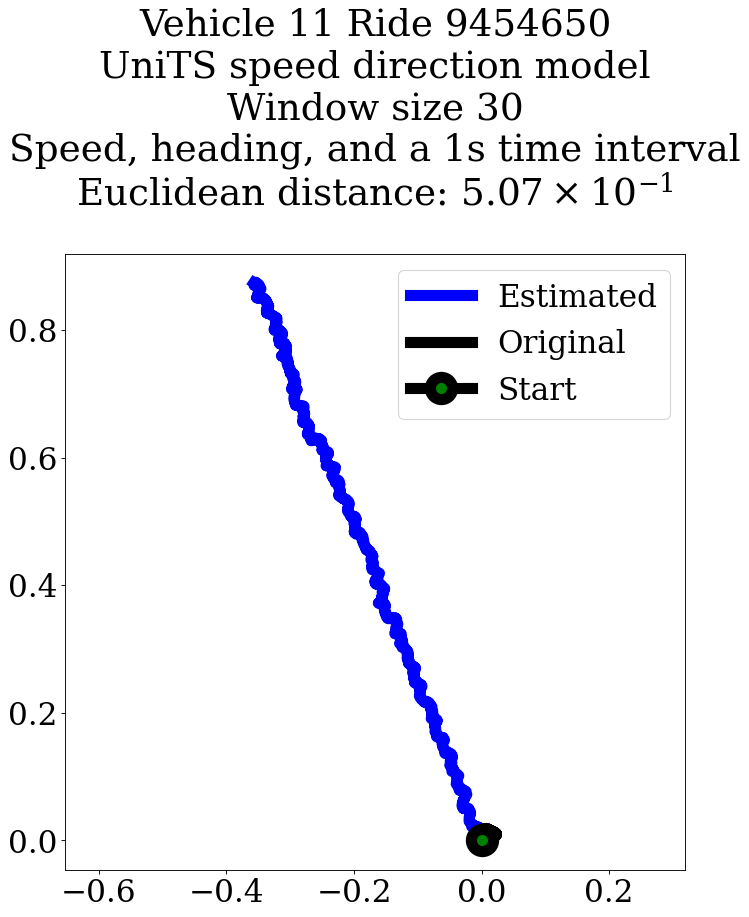 Vehicle 11 Ride 9454650
UniTS speed direction model
Window size 30
Speed, heading, and a 1s time interval
Euclidean distance: 5.07 × 10⁻¹
Estimated
Original
Start
0.8
0.6
0.4
0.2
0.0
−0.6
−0.4
−0.2
0.0
0.2